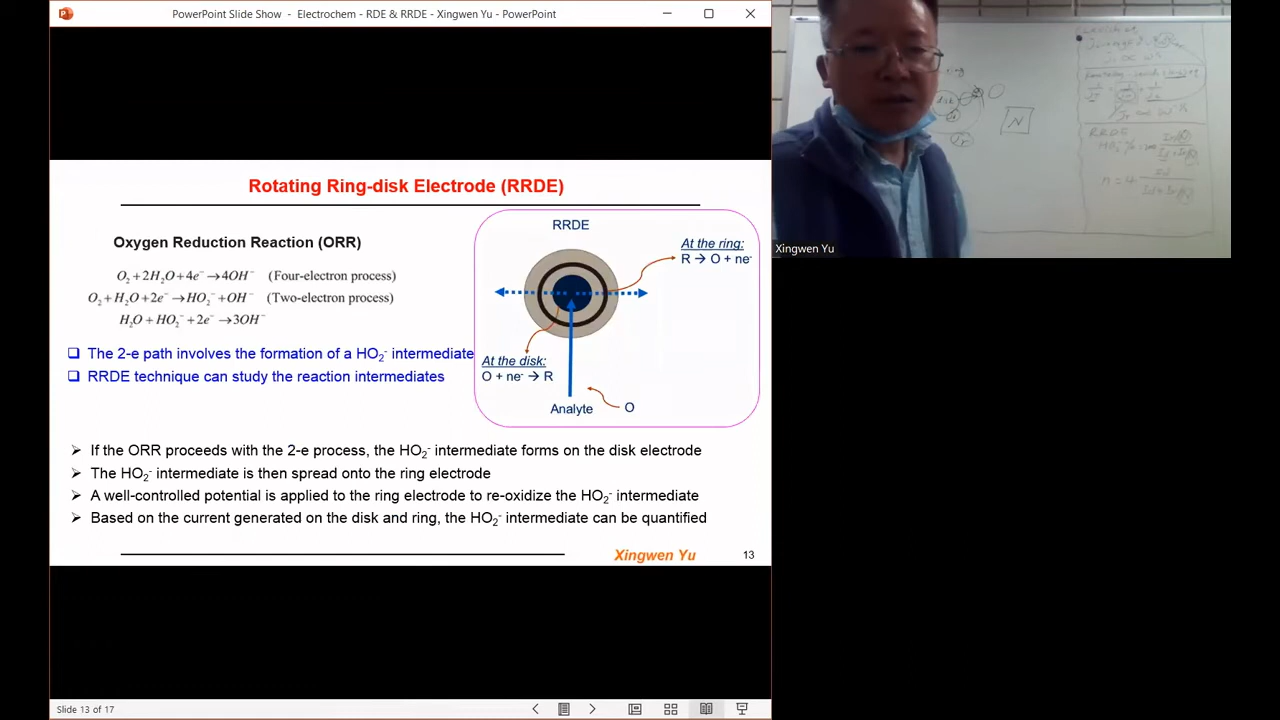 PowerPoint Slide Show - Electrochem - RDE & RRDE - Xingwen Yu - PowerPoint
Rotating Ring-disk Electrode (RRDE)
Oxygen Reduction Reaction (ORR)
O₂ + 2H₂O + 4e⁻ → 4OH⁻ (Four-electron process)
O₂ + H₂O + 2e⁻ → HO₂⁻ + OH⁻ (Two-electron process)
H₂O + HO₂⁻ + 2e⁻ → 3OH⁻
❑ The 2-e path involves the formation of a HO₂⁻ intermediate
❑ RRDE technique can study the reaction intermediates
RRDE
At the ring:
R → O + ne⁻
At the disk:
O + ne⁻ → R
Analyte
O
➢ If the ORR proceeds with the 2-e process, the HO₂⁻ intermediate forms on the disk electrode
➢ The HO₂⁻ intermediate is then spread onto the ring electrode
➢ A well-controlled potential is applied to the ring electrode to re-oxidize the HO₂⁻ intermediate
➢ Based on the current generated on the disk and ring, the HO₂⁻ intermediate can be quantified
Xingwen Yu
13
Slide 13 of 17
Xingwen Yu
disk
N
RRDE